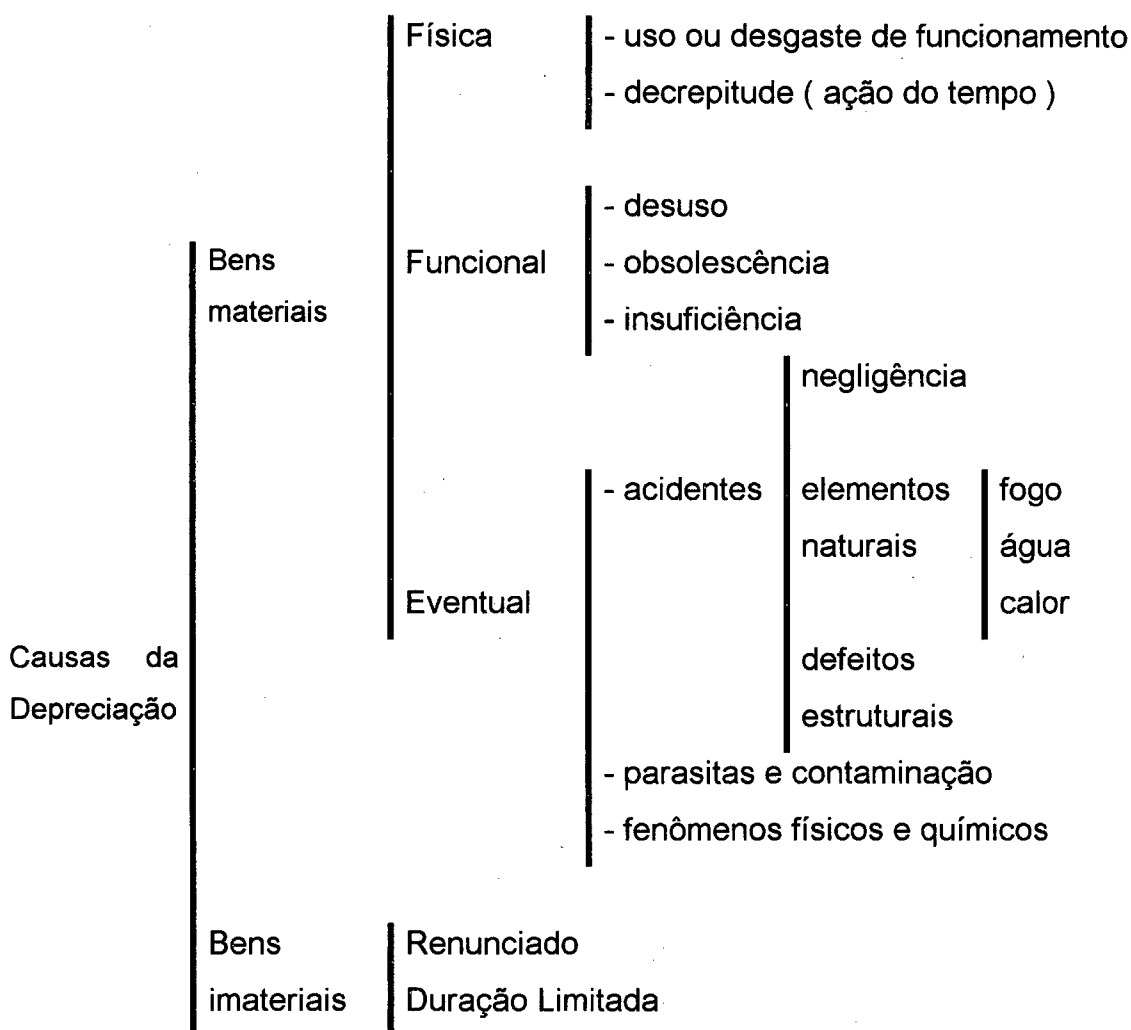 Física - uso ou desgaste de funcionamento
- decrepitude ( ação do tempo )
- desuso
Bens Funcional - obsolescência
materiais - insuficiência
negligência
- acidentes elementos fogo
naturais água
Eventual calor
Causas da defeitos
Depreciação estruturais
- parasitas e contaminação
- fenômenos físicos e químicos
Bens Renunciado
imateriais Duração Limitada